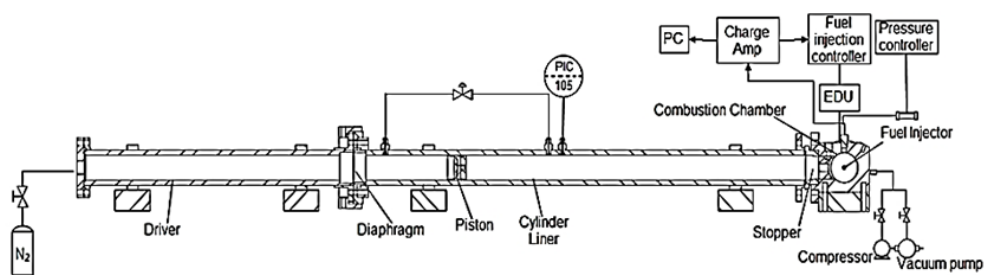 PC
Charge
Amp
Fuel
injection
controller
Pressure
controller
PIC
105
EDU
Combustion Chamber
Fuel Injector
Driver
Diaphragm
Piston
Cylinder
Liner
Stopper
N2
Compressor
Vacuum pump